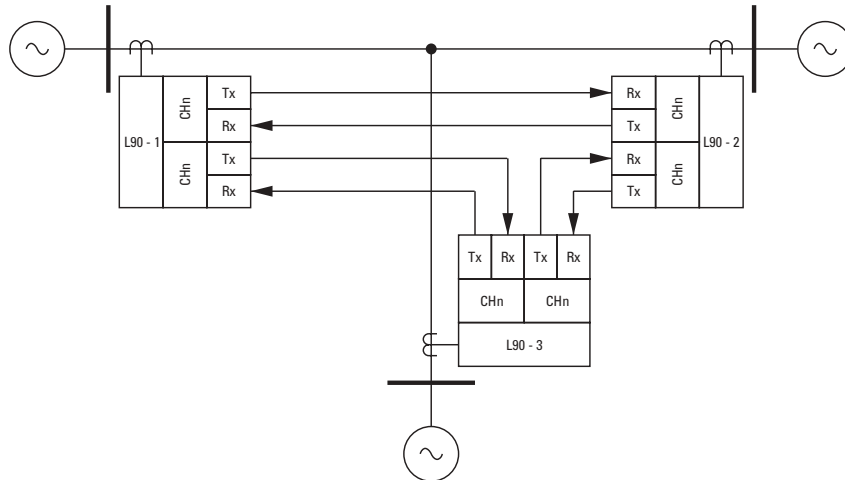 L90 - 1
CHn
CHn
Tx
Rx
Tx
Rx
Rx
Tx
Rx
Tx
CHn
CHn
L90 - 2
Tx
Rx
Tx
Rx
CHn
CHn
L90 - 3